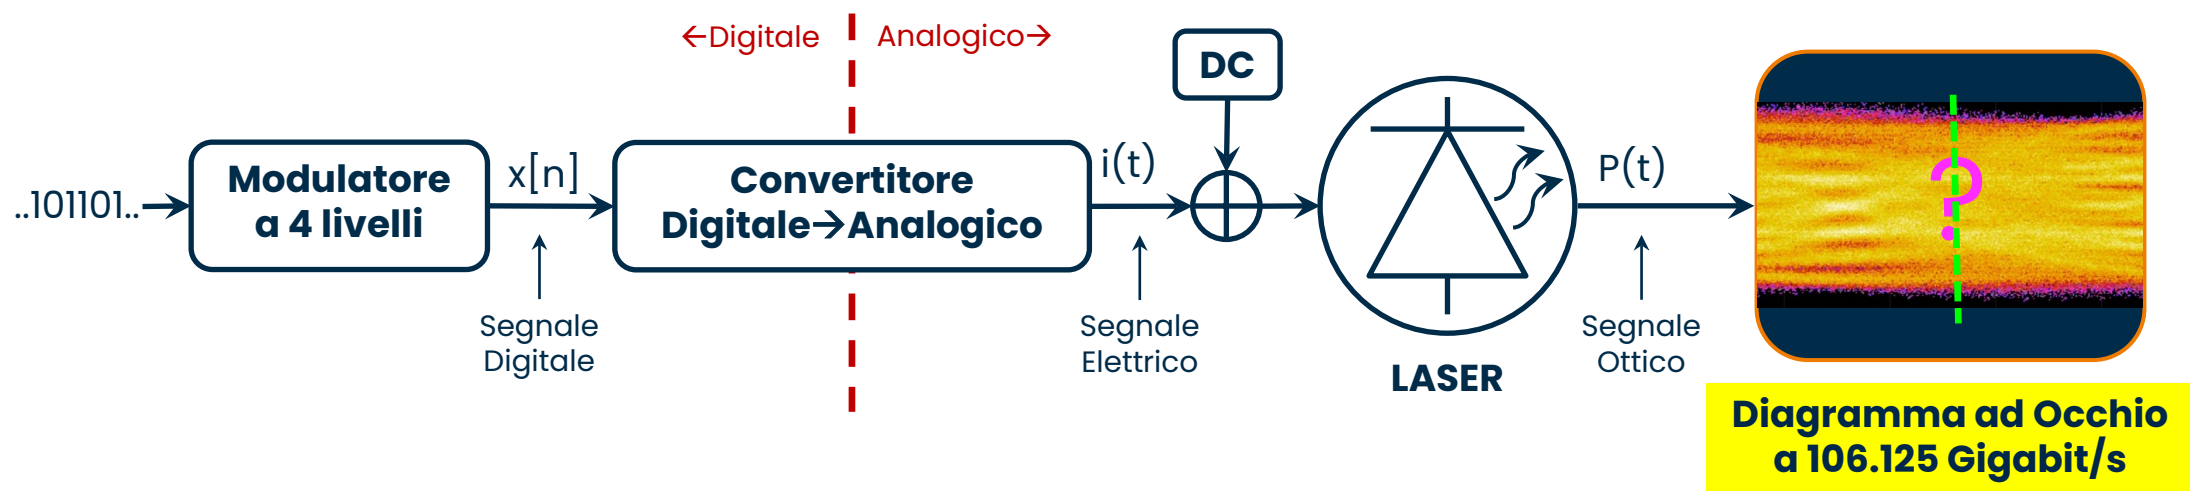 ←Digitale
Analogico→
DC
..101101..
Modulatore
a 4 livelli
x[n]
Convertitore
Digitale→Analogico
i(t)
P(t)
?
Segnale
Digitale
Segnale
Elettrico
LASER
Segnale
Ottico
Diagramma ad Occhio
a 106.125 Gigabit/s